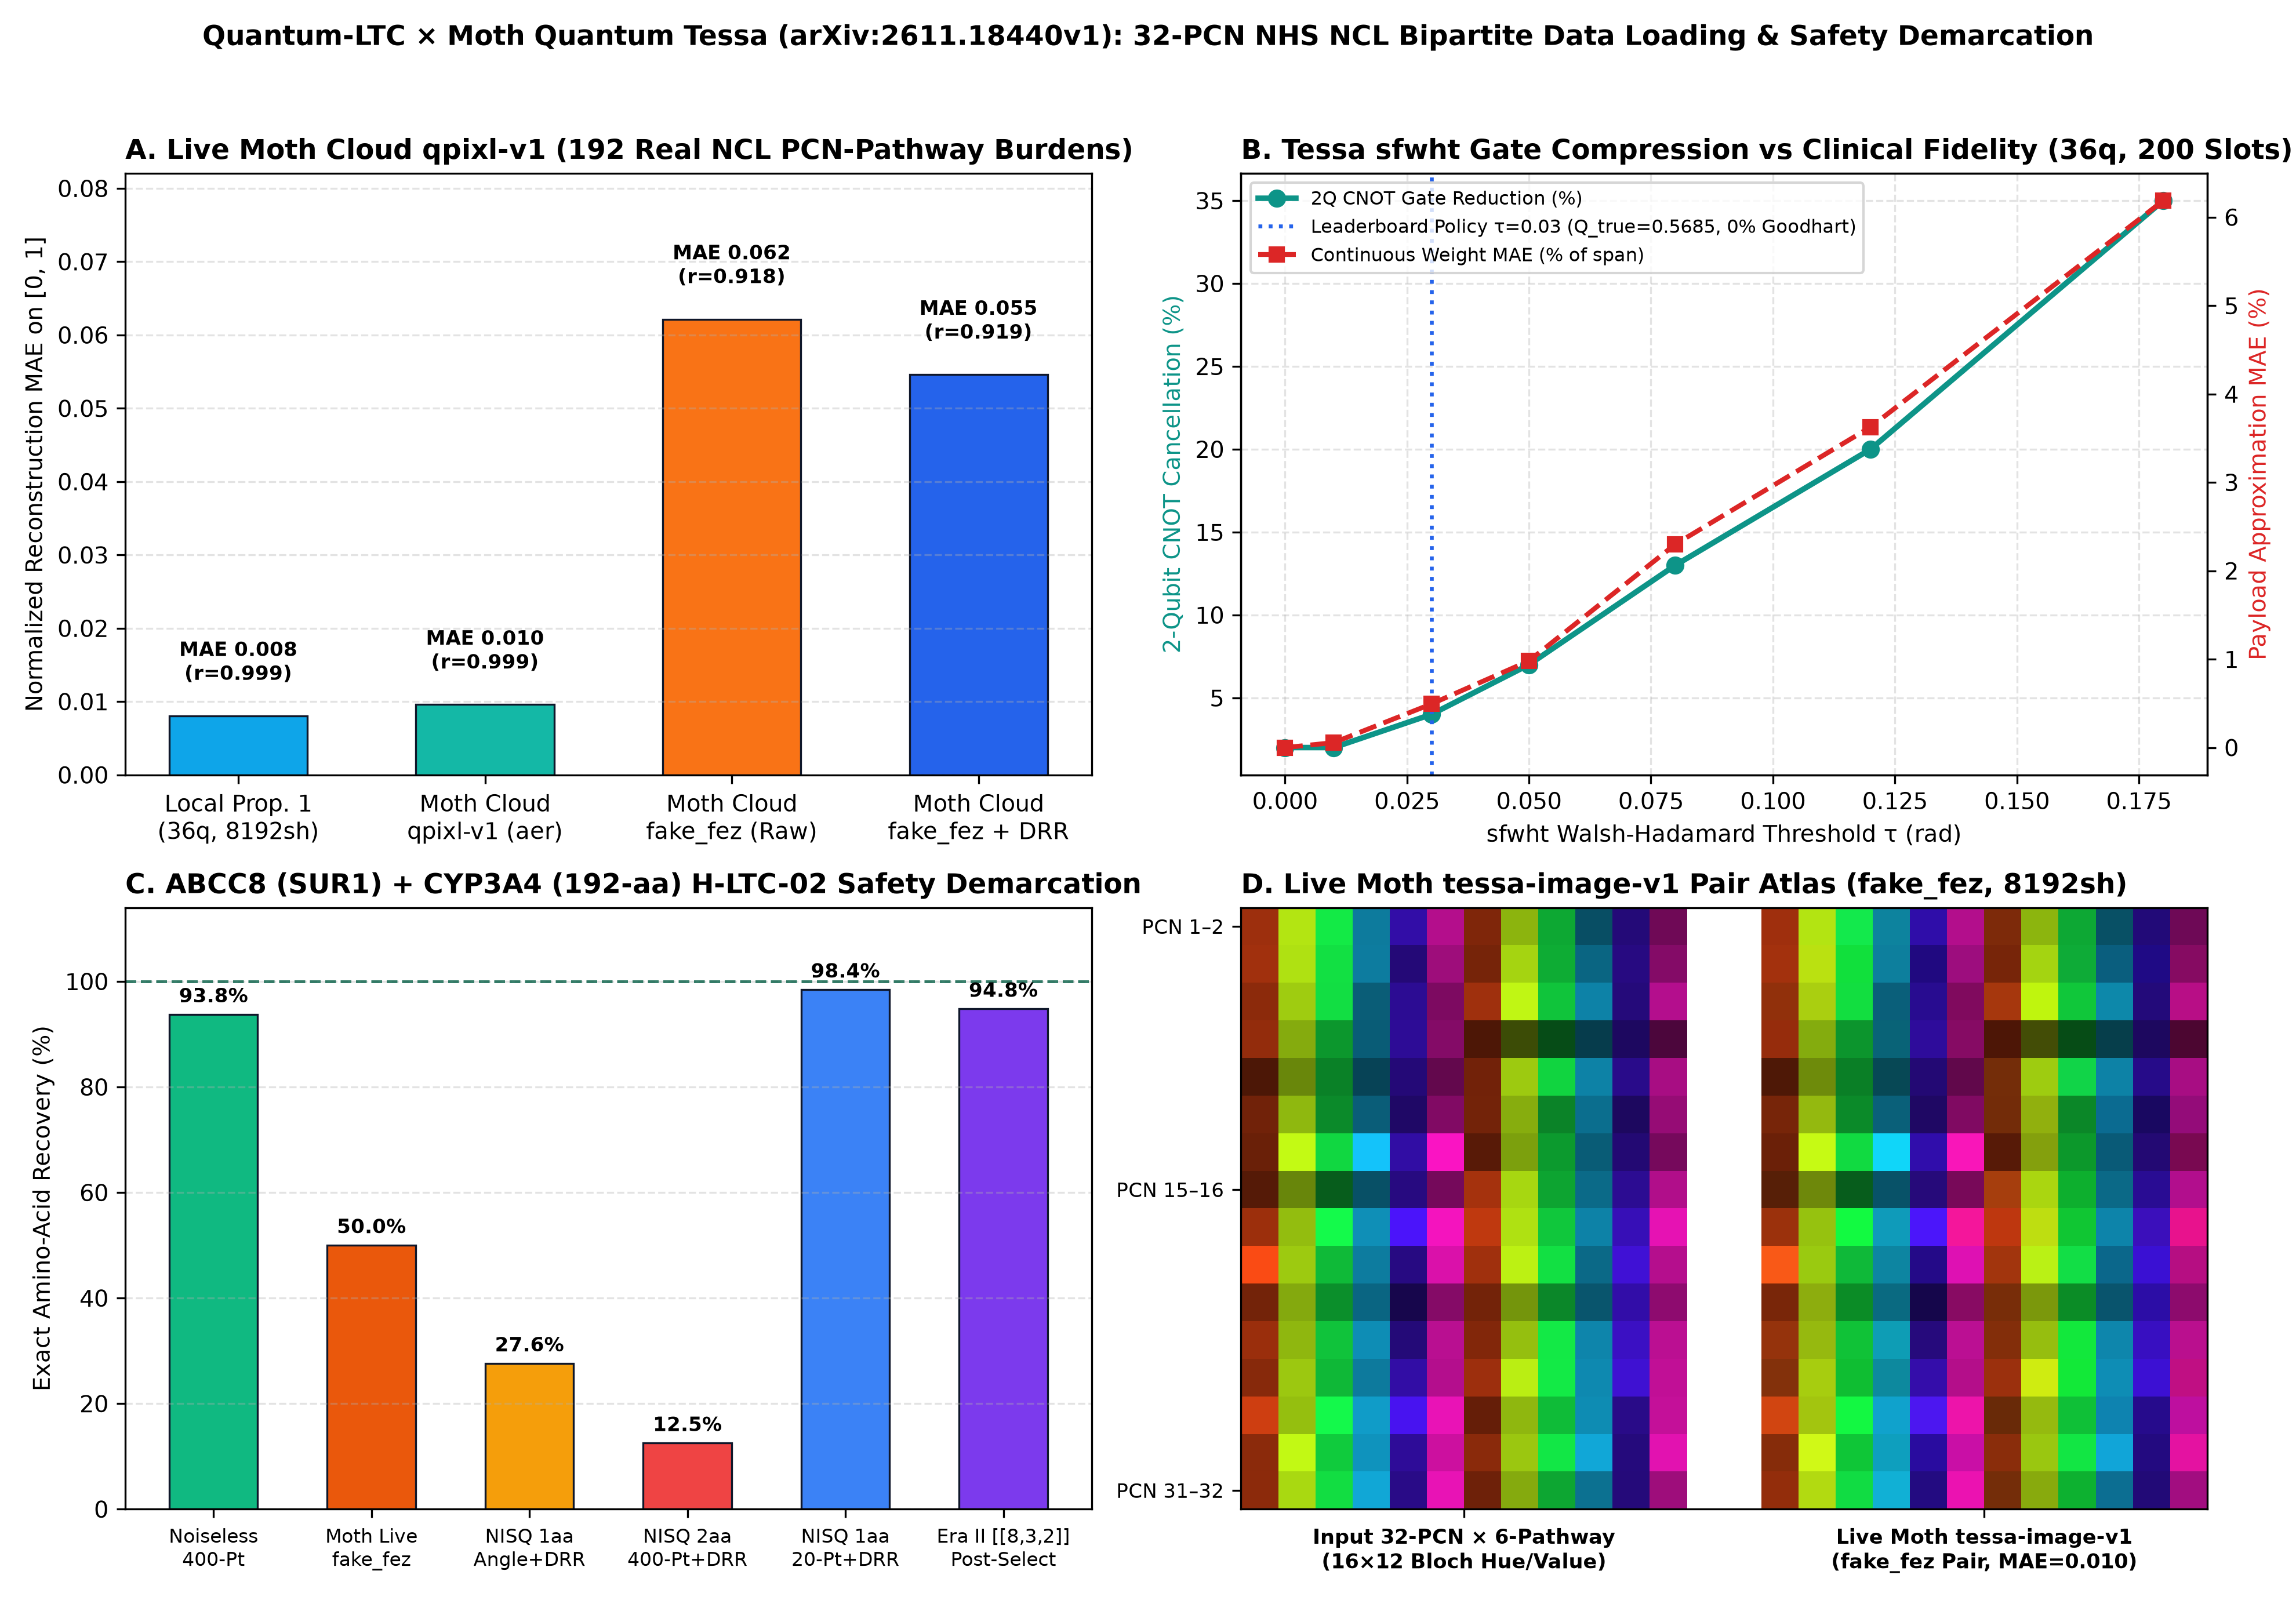 Quantum-LTC × Moth Quantum Tessa (arXiv:2611.18440v1): 32-PCN NHS NCL Bipartite Data Loading & Safety Demarcation
A. Live Moth Cloud qpixl-v1 (192 Real NCL PCN-Pathway Burdens)
Normalized Reconstruction MAE on [0, 1]
0.08
0.07
0.06
0.05
0.04
0.03
0.02
0.01
0.00
MAE 0.008
(r=0.999)
MAE 0.010
(r=0.999)
MAE 0.062
(r=0.918)
MAE 0.055
(r=0.919)
Local Prop. 1
(36q, 8192sh)
Moth Cloud
qpixl-v1 (aer)
Moth Cloud
fake_fez (Raw)
Moth Cloud
fake_fez + DRR
B. Tessa sfwht Gate Compression vs Clinical Fidelity (36q, 200 Slots)
2Q CNOT Gate Reduction (%)
Leaderboard Policy τ=0.03 (Q_true=0.5685, 0% Goodhart)
Continuous Weight MAE (% of span)
2-Qubit CNOT Cancellation (%)
35
30
25
20
15
10
5
6
5
4
3
2
1
0
Payload Approximation MAE (%)
0.000
0.025
0.050
0.075
0.100
0.125
0.150
0.175
sfwht Walsh-Hadamard Threshold τ (rad)
C. ABCC8 (SUR1) + CYP3A4 (192-aa) H-LTC-02 Safety Demarcation
Exact Amino-Acid Recovery (%)
100
80
60
40
20
0
93.8%
50.0%
27.6%
12.5%
98.4%
94.8%
Noiseless
400-Pt
Moth Live
fake_fez
NISQ 1aa
Angle+DRR
NISQ 2aa
400-Pt+DRR
NISQ 1aa
20-Pt+DRR
Era II [[8,3,2]]
Post-Select
D. Live Moth tessa-image-v1 Pair Atlas (fake_fez, 8192sh)
PCN 1–2
PCN 15–16
PCN 31–32
Input 32-PCN × 6-Pathway
(16×12 Bloch Hue/Value)
Live Moth tessa-image-v1
(fake_fez Pair, MAE=0.010)